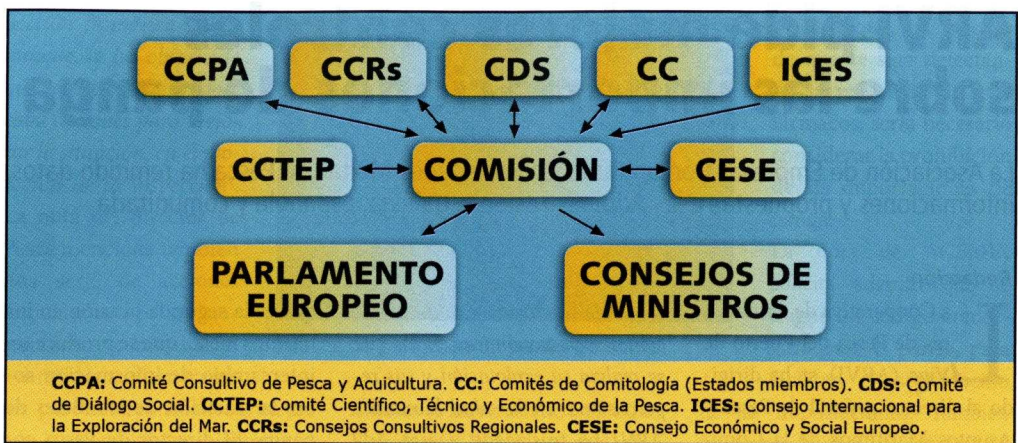 CCPA CCRs CDS CC ICES
CCTEP COMISIÓN CESE
PARLAMENTO
EUROPEO
CONSEJOS DE
MINISTROS
CCPA: Comité Consultivo de Pesca y Acuicultura. CC: Comités de Comitología (Estados miembros). CDS: Comité
de Diálogo Social. CCTEP: Comité Científico, Técnico y Económico de la Pesca. ICES: Consejo Internacional para
la Exploración del Mar. CCRs: Consejos Consultivos Regionales. CESE: Consejo Económico y Social Europeo.